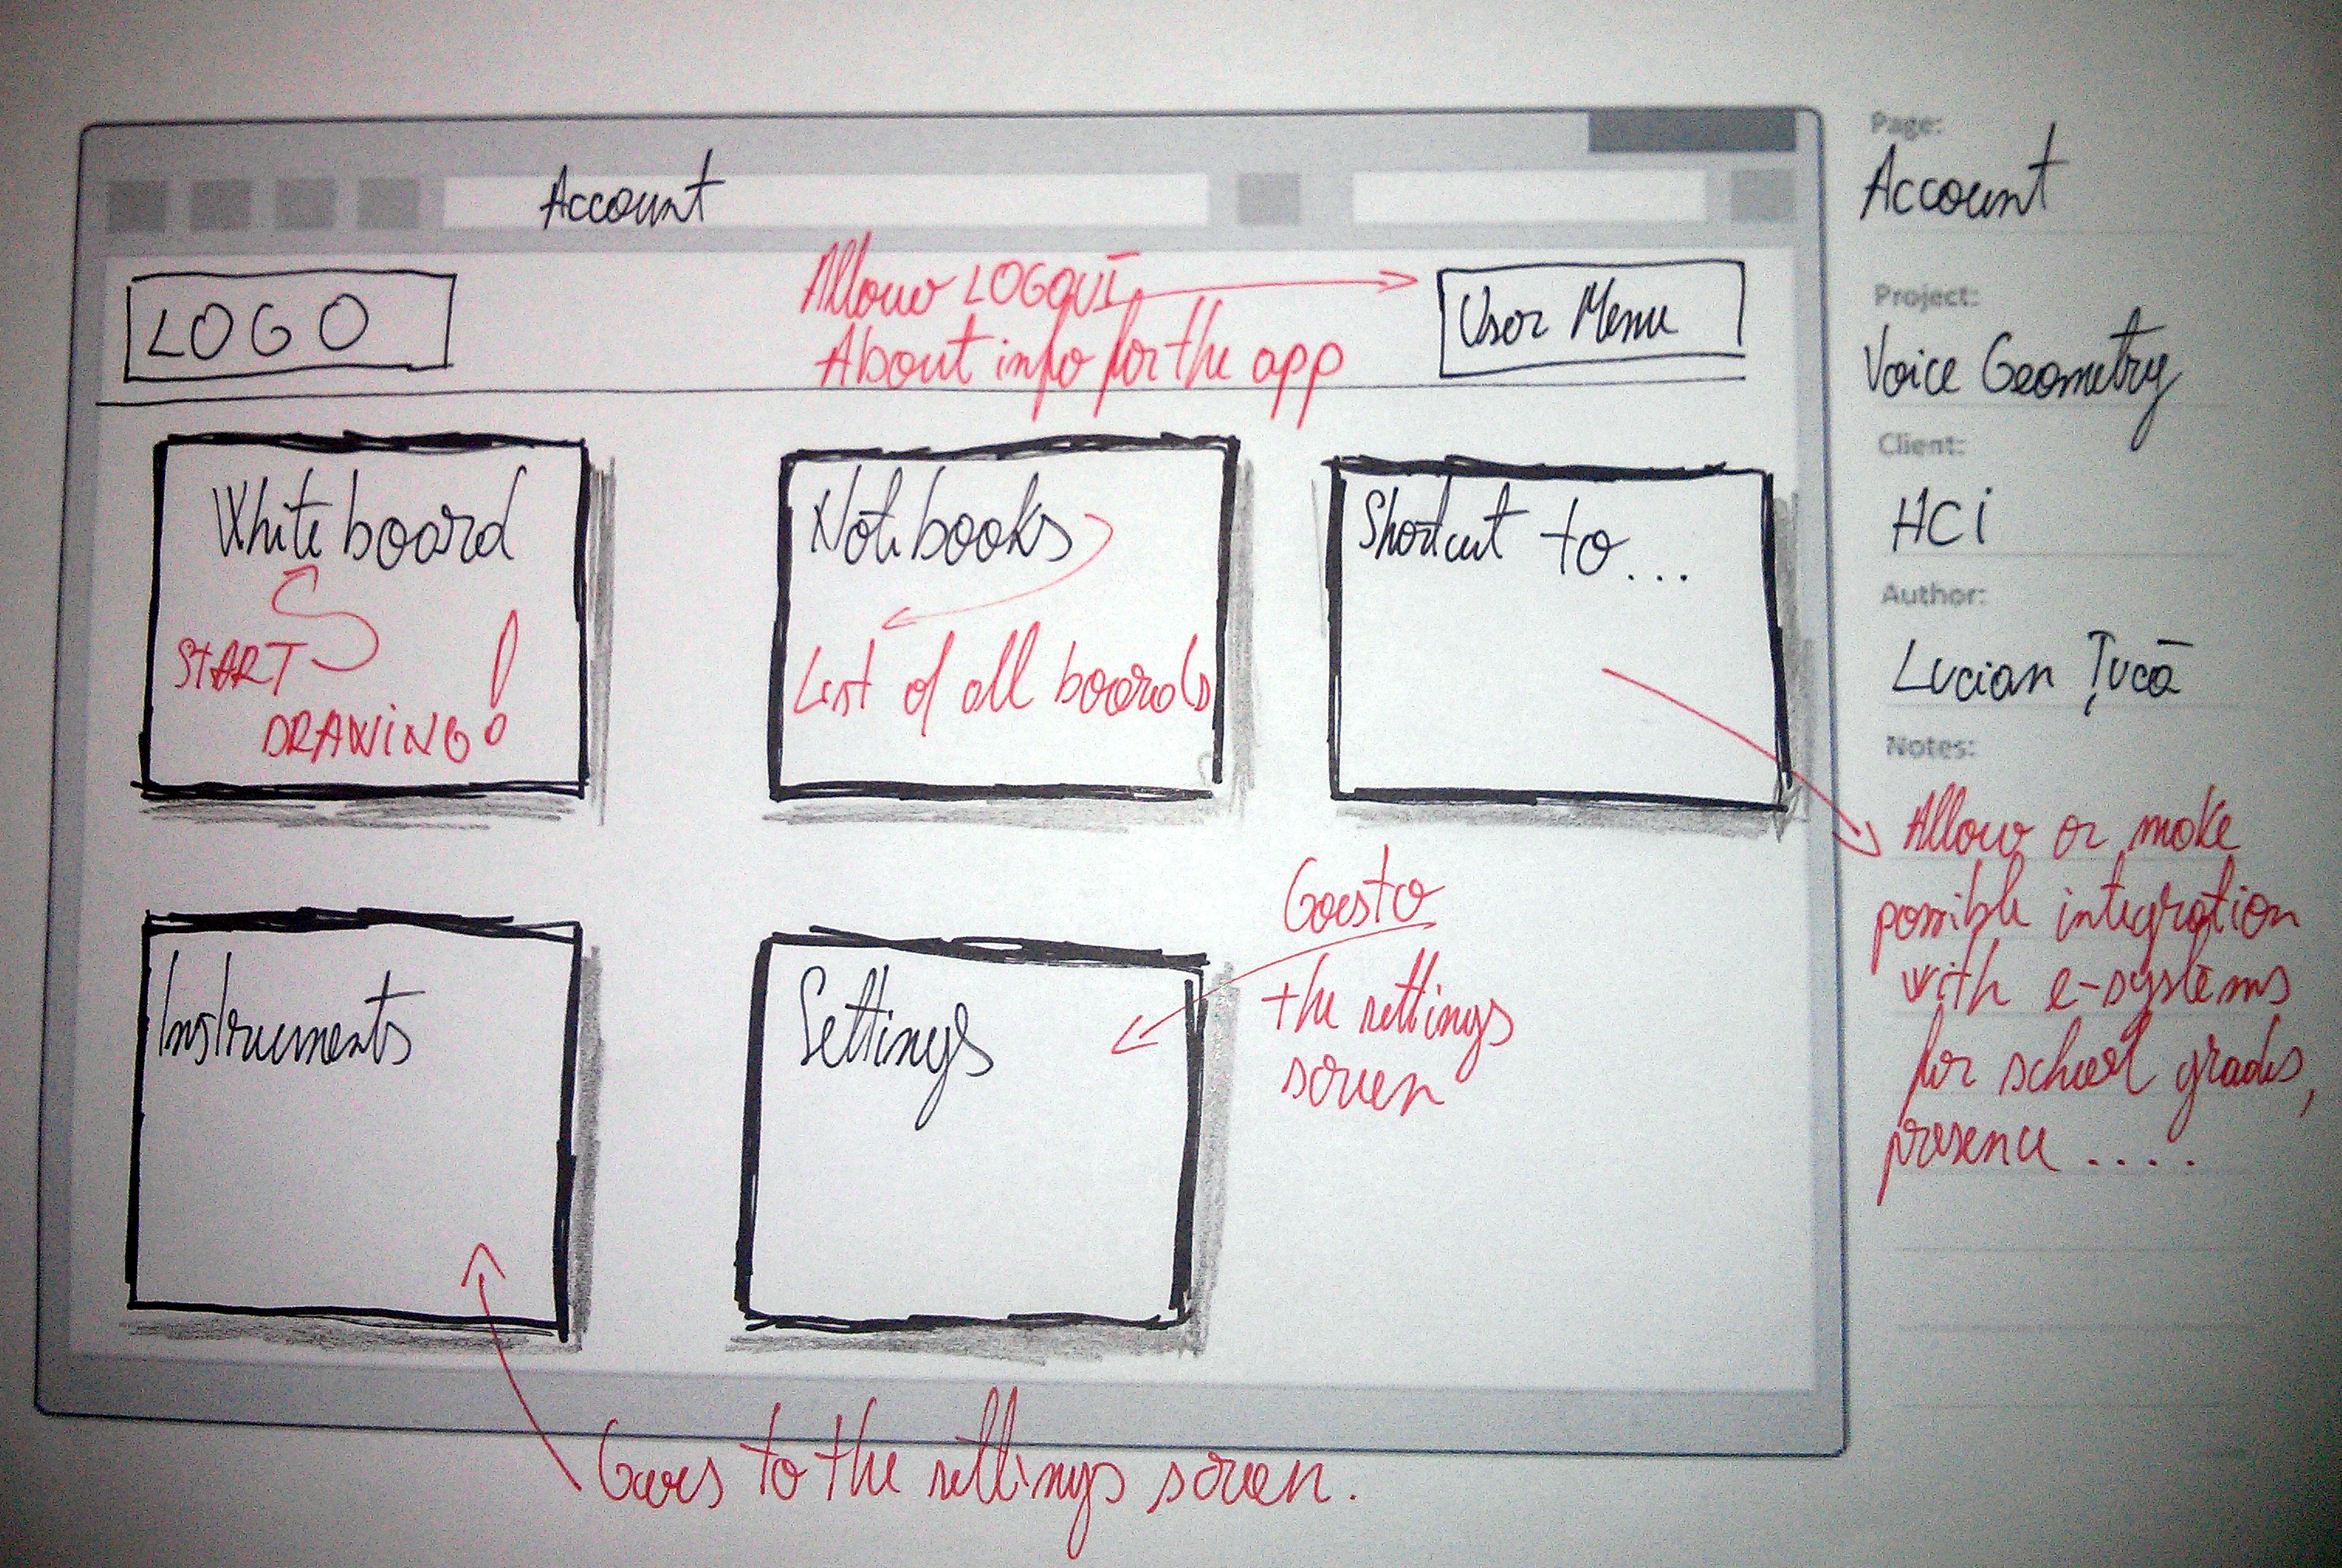 Account
LOGO
Allow LOGOUT
About info for the app
User Menu
Whiteboard
START
DRAWING!
Notebooks
List of all boards
Shortcut to...
Instruments
Settings
Goes to
the settings
screen
Goes to the settings screen.
Page:
Account
Project:
Voice Geometry
Client:
HCI
Author:
Lucian Țucă
Notes:
Allow or make
possible integration
with e-systems
for school grades,
presence ....